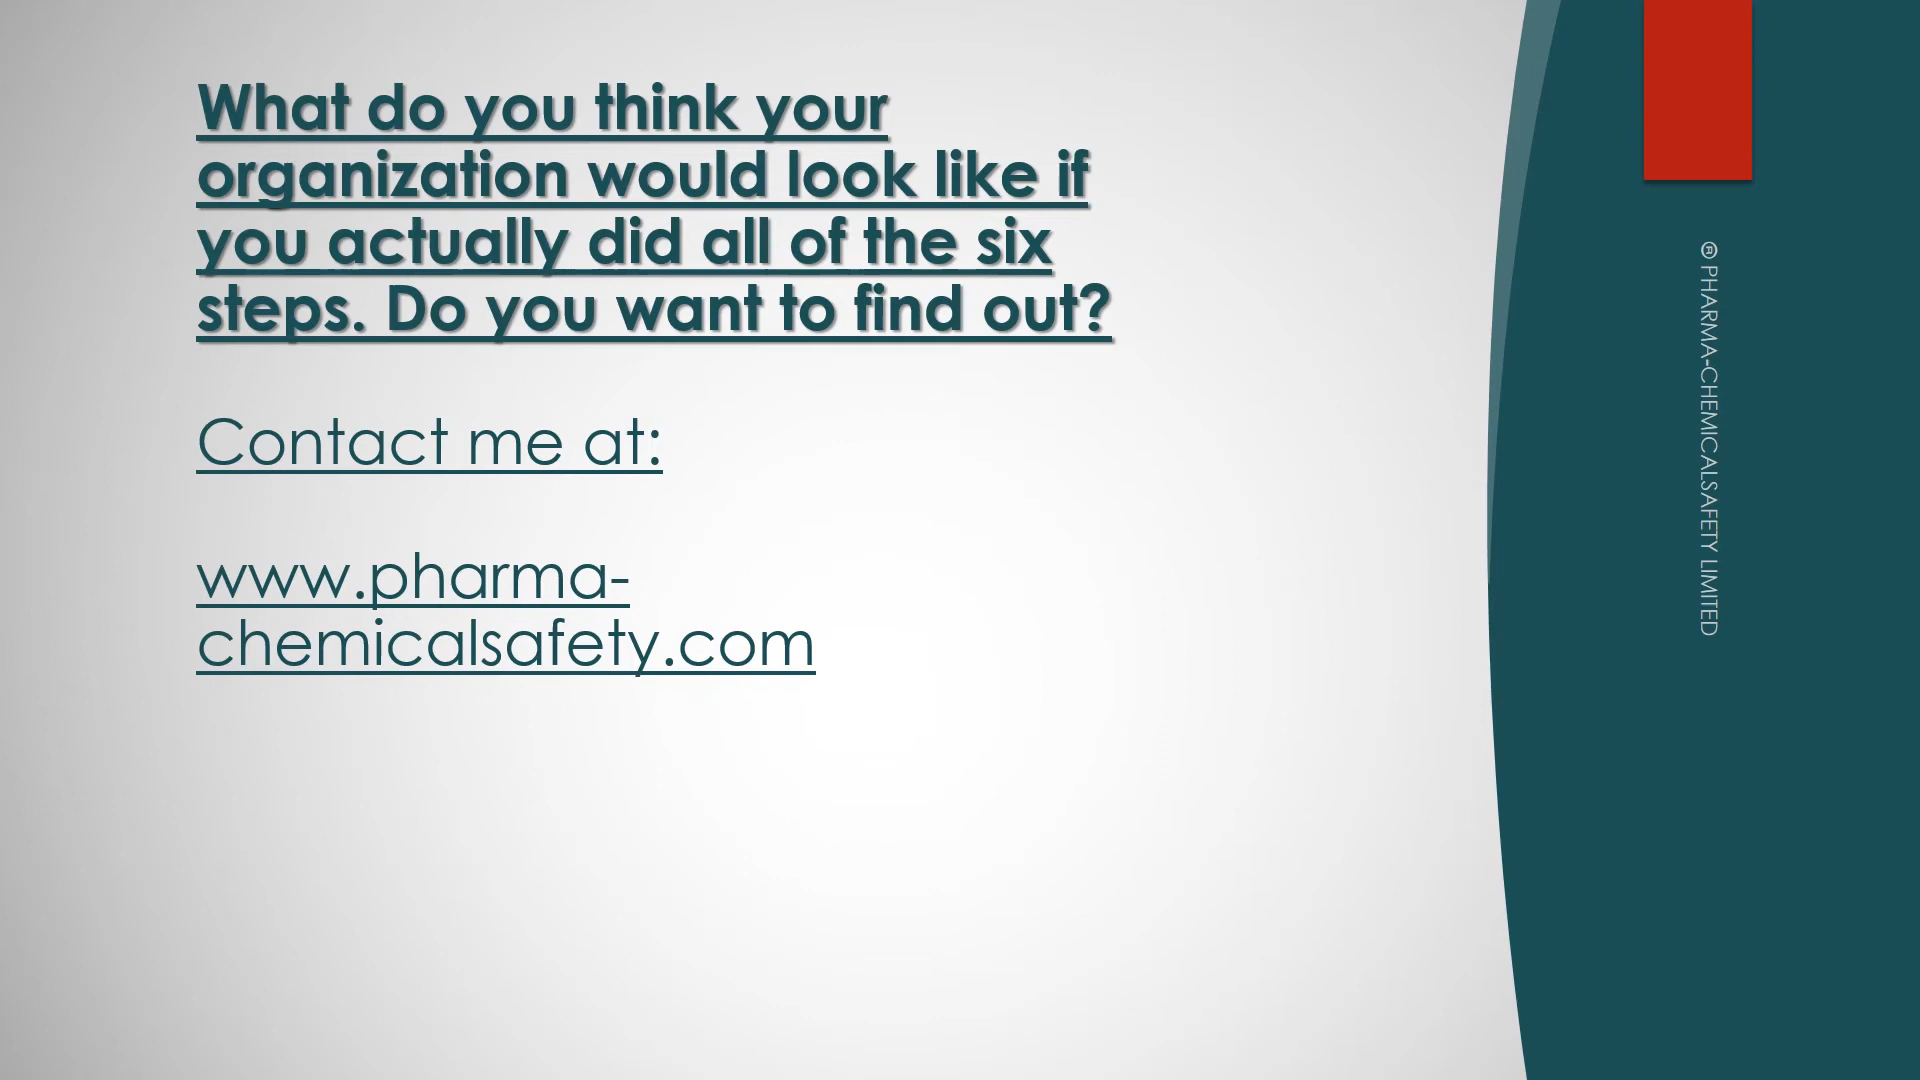 What do you think your
organization would look like if
you actually did all of the six
steps. Do you want to find out?
Contact me at:
www.pharma-
chemicalsafety.com
® PHARMA-CHEMICALSAFETY LIMITED